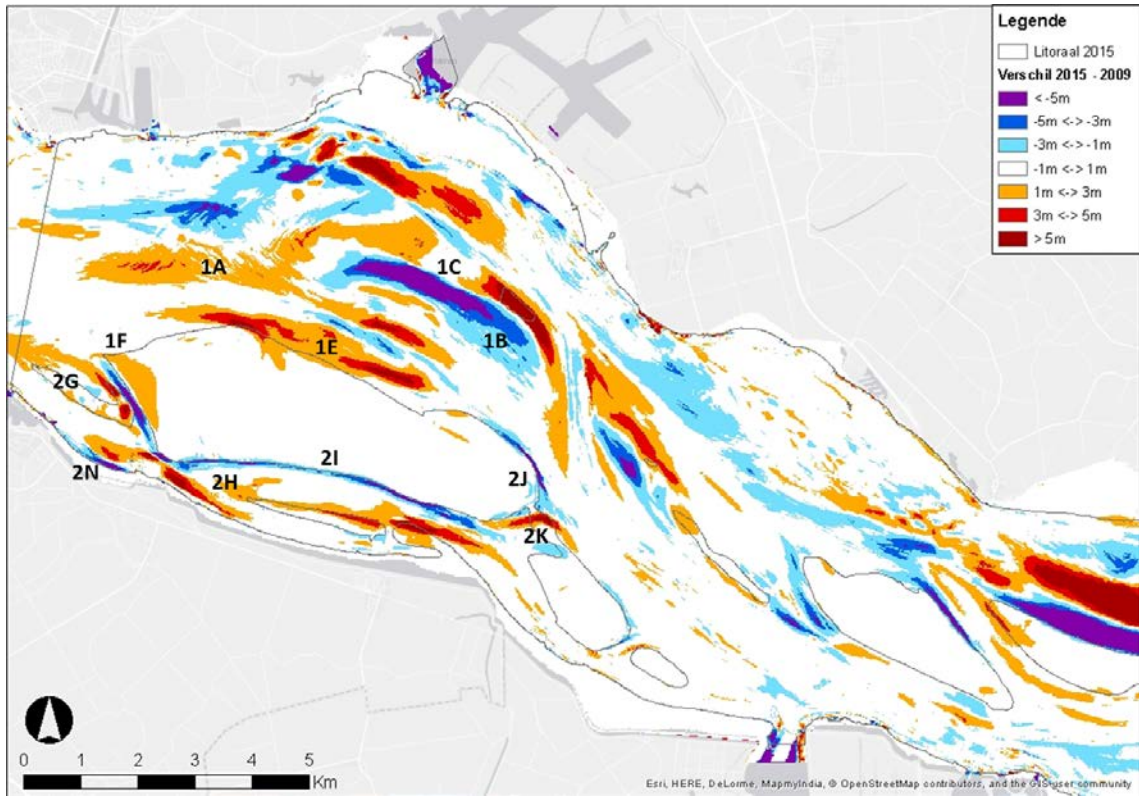 Legende
Litoraal 2015
Verschil 2015 - 2009
< -5m
-5m <-> -3m
-3m <-> -1m
-1m <-> 1m
1m <-> 3m
3m <-> 5m
> 5m
1A
1C
1B
1E
1F
2G
2N
2H
2I
2J
2K
0 1 2 3 4 5
Km
Esri, HERE, DeLorme, MapmyIndia, © OpenStreetMap contributors, and the GIS user community